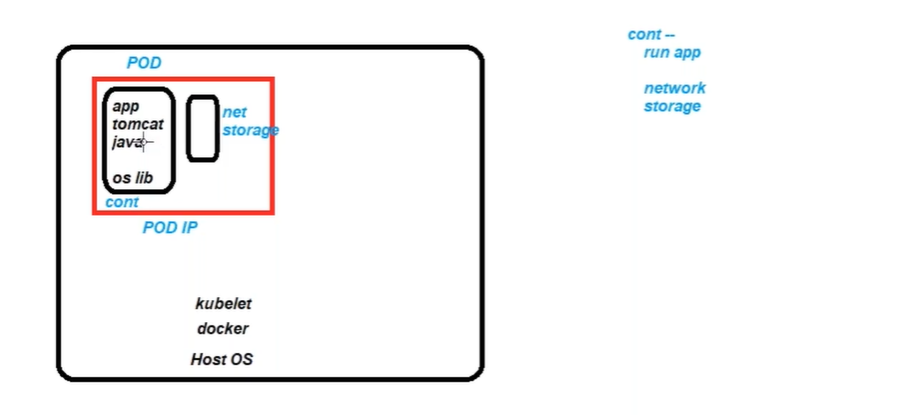 POD
app
tomcat
java
os lib
net
storage
cont
POD IP
kubelet
docker
Host OS
cont --
run app
network
storage